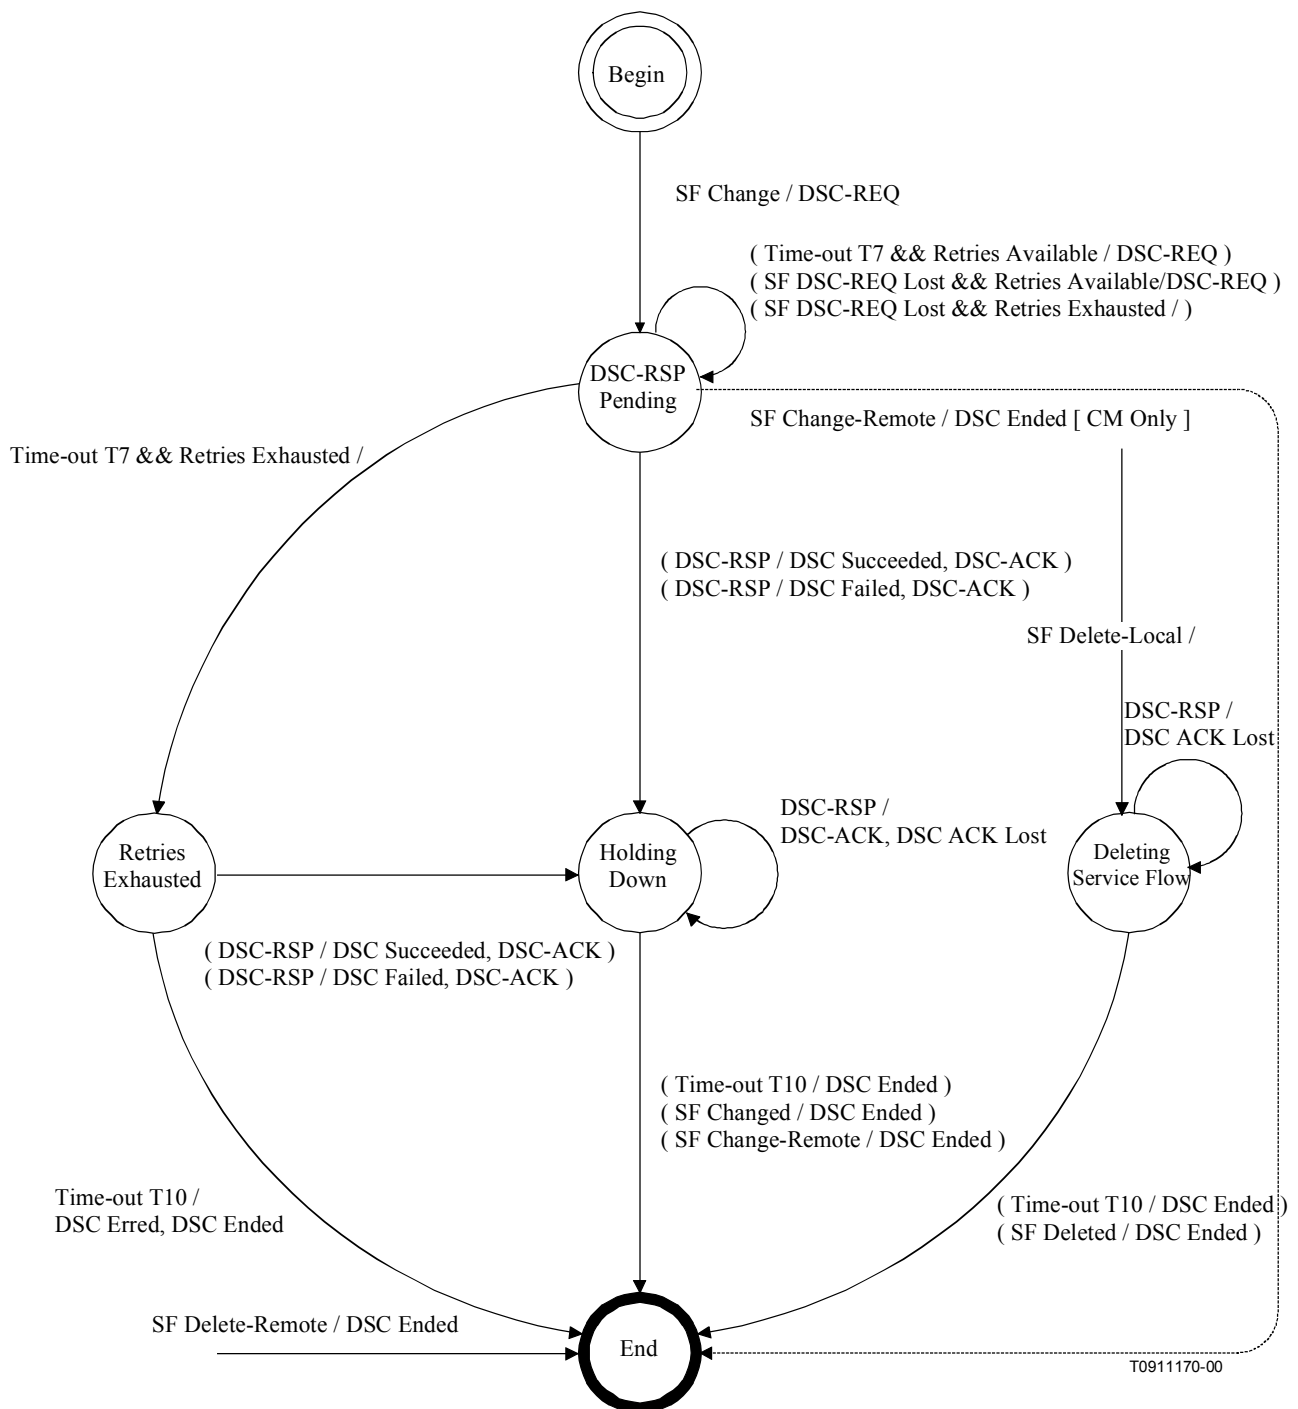 Begin
SF Change / DSC-REQ
( Time-out T7 && Retries Available / DSC-REQ )
( SF DSC-REQ Lost && Retries Available/DSC-REQ )
( SF DSC-REQ Lost && Retries Exhausted / )
DSC-RSP
Pending
SF Change-Remote / DSC Ended [ CM Only ]
Time-out T7 && Retries Exhausted /
( DSC-RSP / DSC Succeeded, DSC-ACK )
( DSC-RSP / DSC Failed, DSC-ACK )
SF Delete-Local /
DSC-RSP /
DSC ACK Lost
DSC-RSP /
DSC-ACK, DSC ACK Lost
Retries
Exhausted
Holding
Down
Deleting
Service Flow
( DSC-RSP / DSC Succeeded, DSC-ACK )
( DSC-RSP / DSC Failed, DSC-ACK )
( Time-out T10 / DSC Ended )
( SF Changed / DSC Ended )
( SF Change-Remote / DSC Ended )
Time-out T10 /
DSC Erred, DSC Ended
( Time-out T10 / DSC Ended )
( SF Deleted / DSC Ended )
SF Delete-Remote / DSC Ended
End
T0911170-00